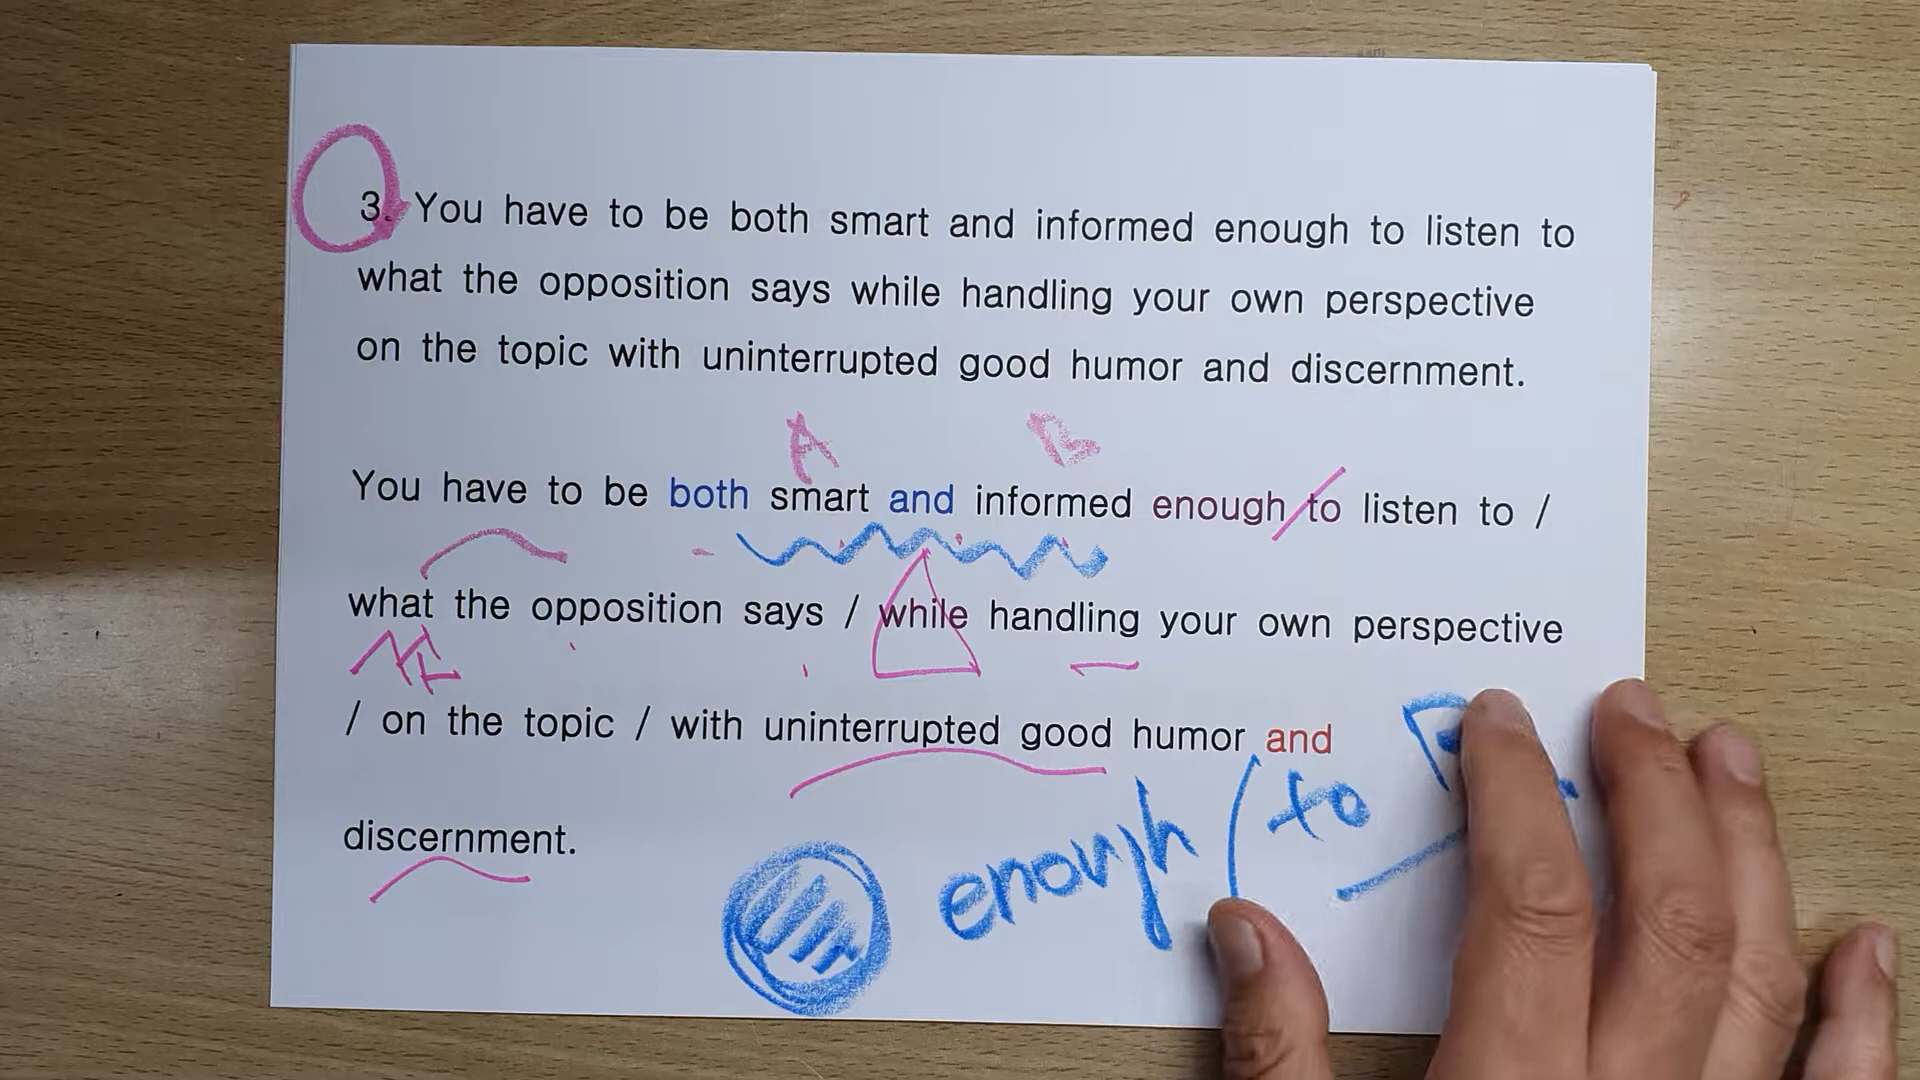 3. You have to be both smart and informed enough to listen to
what the opposition says while handling your own perspective
on the topic with uninterrupted good humor and discernment.
A B
You have to be both smart and informed enough to listen to /
what the opposition says / while handling your own perspective
/ on the topic / with uninterrupted good humor and
discernment.
enough ( to